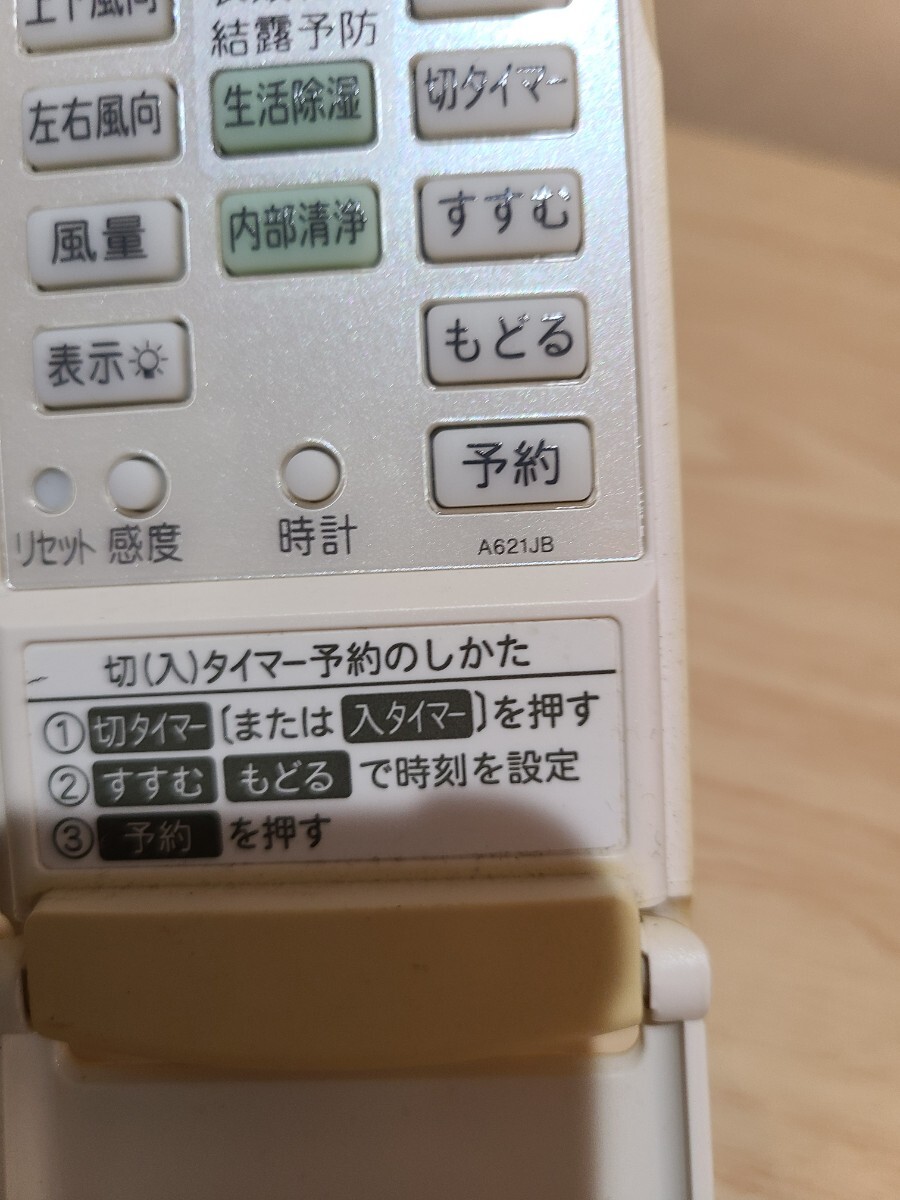 上下風向
結露予防
切タイマー
左右風向
生活除湿
すすむ
風量
内部清浄
もどる
表示
予約
リセット 感度 時計
A621JB
切(入)タイマー予約のしかた
①切タイマー〔または入タイマー〕を押す
②すすむ もどる で時刻を設定
③予約を押す